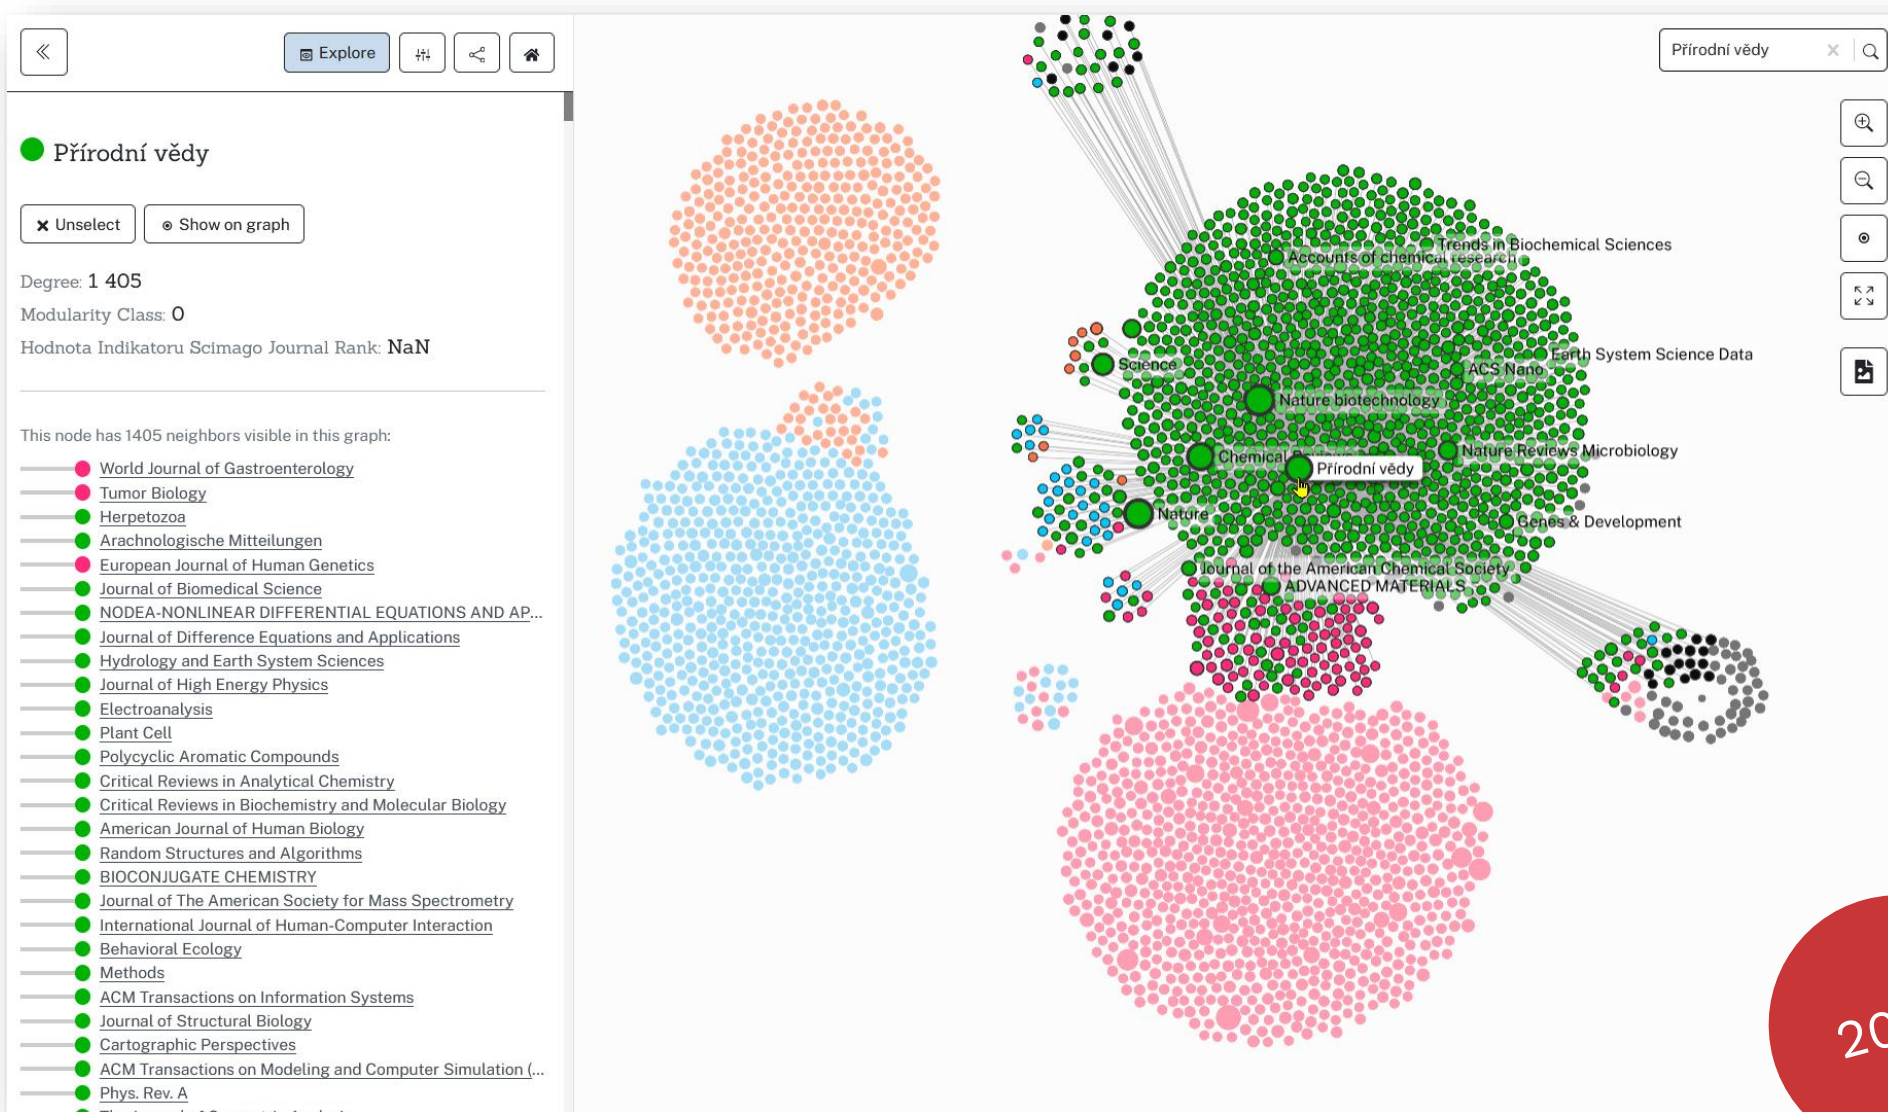 Explore
Přírodní vědy
Přírodní vědy
Unselect
Show on graph
Degree: 1 405
Modularity Class: 0
Hodnota Indikatoru Scimago Journal Rank: NaN
This node has 1405 neighbors visible in this graph:
World Journal of Gastroenterology
Tumor Biology
Herpetozoa
Arachnologische Mitteilungen
European Journal of Human Genetics
Journal of Biomedical Science
NODEA-NONLINEAR DIFFERENTIAL EQUATIONS AND AP...
Journal of Difference Equations and Applications
Hydrology and Earth System Sciences
Journal of High Energy Physics
Electroanalysis
Plant Cell
Polycyclic Aromatic Compounds
Critical Reviews in Analytical Chemistry
Critical Reviews in Biochemistry and Molecular Biology
American Journal of Human Biology
Random Structures and Algorithms
BIOCONJUGATE CHEMISTRY
Journal of The American Society for Mass Spectrometry
International Journal of Human-Computer Interaction
Behavioral Ecology
Methods
ACM Transactions on Information Systems
Journal of Structural Biology
Cartographic Perspectives
ACM Transactions on Modeling and Computer Simulation (...
Phys. Rev. A
Trends in Biochemical Sciences
Accounts of chemical research
Earth System Science Data
Science
ACS Nano
Nature biotechnology
Nature Reviews Microbiology
Chemical
Přírodní vědy
Nature
Genes & Development
Journal of the American Chemical Society
ADVANCED MATERIALS
20